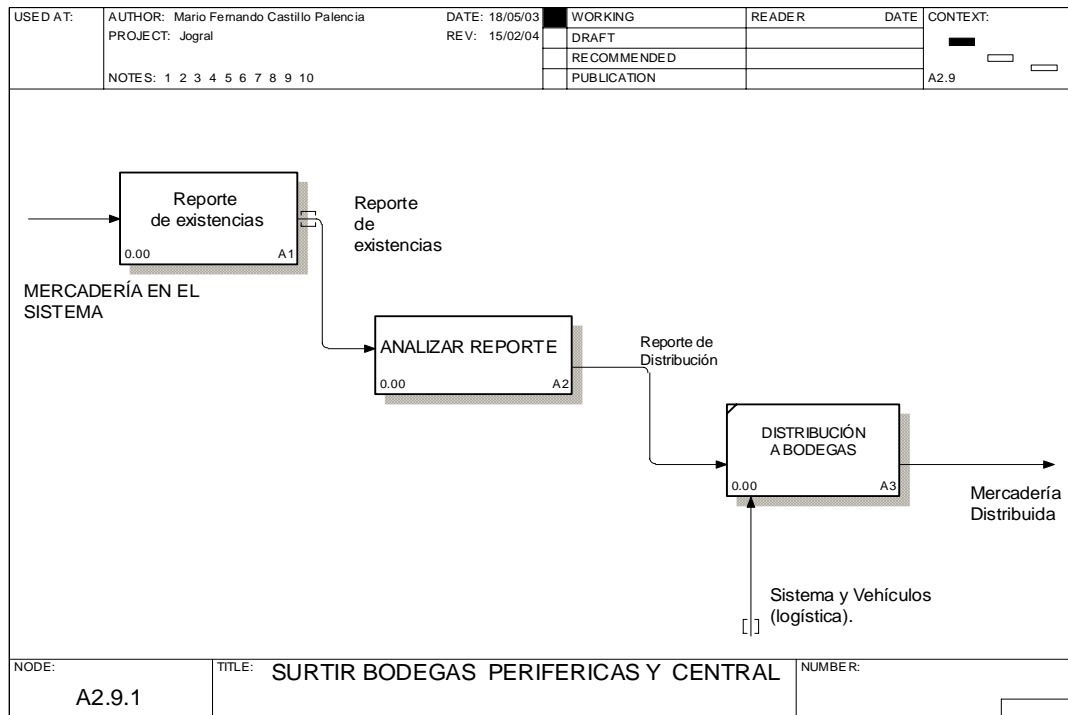 USED AT:
AUTHOR: Mario Fernando Castillo Palencia
DATE: 18/05/03
PROJECT: Jogral
REV: 15/02/04
NOTES: 1 2 3 4 5 6 7 8 9 10
WORKING
DRAFT
RECOMMENDED
PUBLICATION
READER
DATE
CONTEXT:
A2.9
Reporte
de existencias
0.00
A1
Reporte
de
existencias
MERCADERÍA EN EL
SISTEMA
ANALIZAR REPORTE
0.00
A2
Reporte de
Distribución
DISTRIBUCIÓN
A BODEGAS
0.00
A3
Mercadería
Distribuida
Sistema y Vehículos
(logística).
NODE:
A2.9.1
TITLE:
SURTIR BODEGAS PERIFERICAS Y CENTRAL
NUMBER: